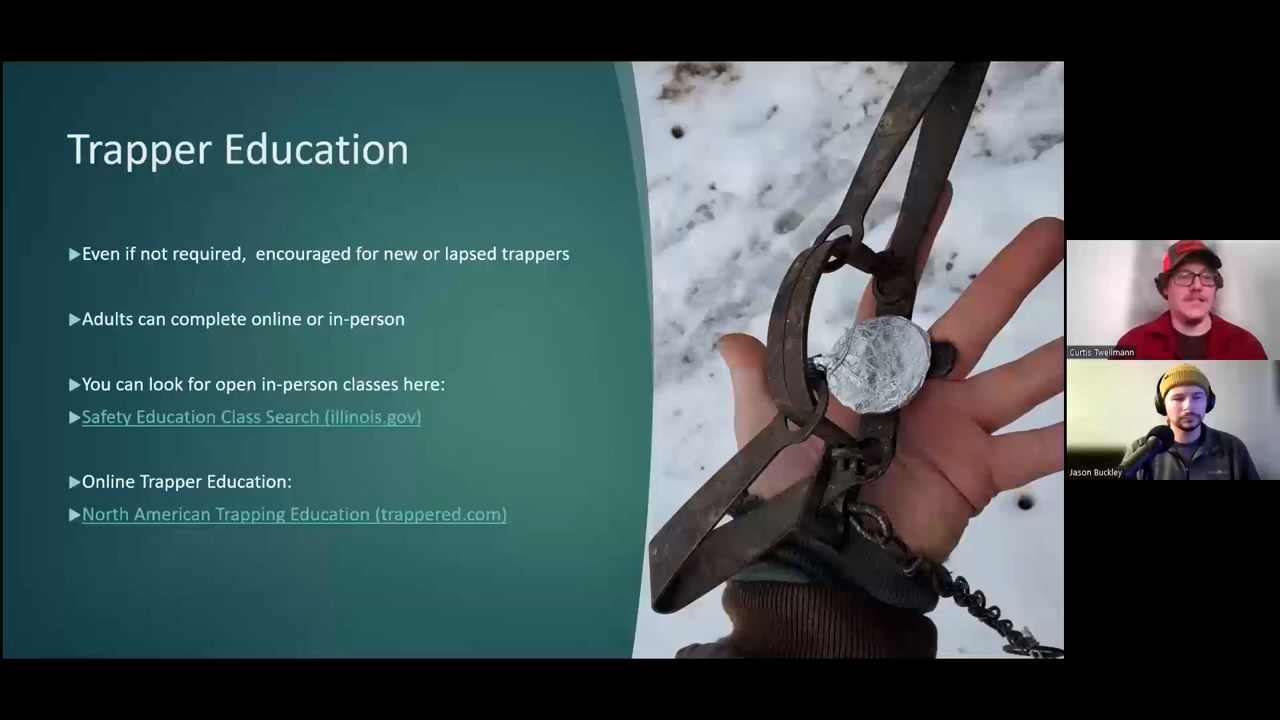 Trapper Education
Even if not required, encouraged for new or lapsed trappers
Adults can complete online or in-person
You can look for open in-person classes here:
Safety Education Class Search (illinois.gov)
Online Trapper Education:
North American Trapping Education (trappered.com)
Curtis Twellmann
Jason Buckley